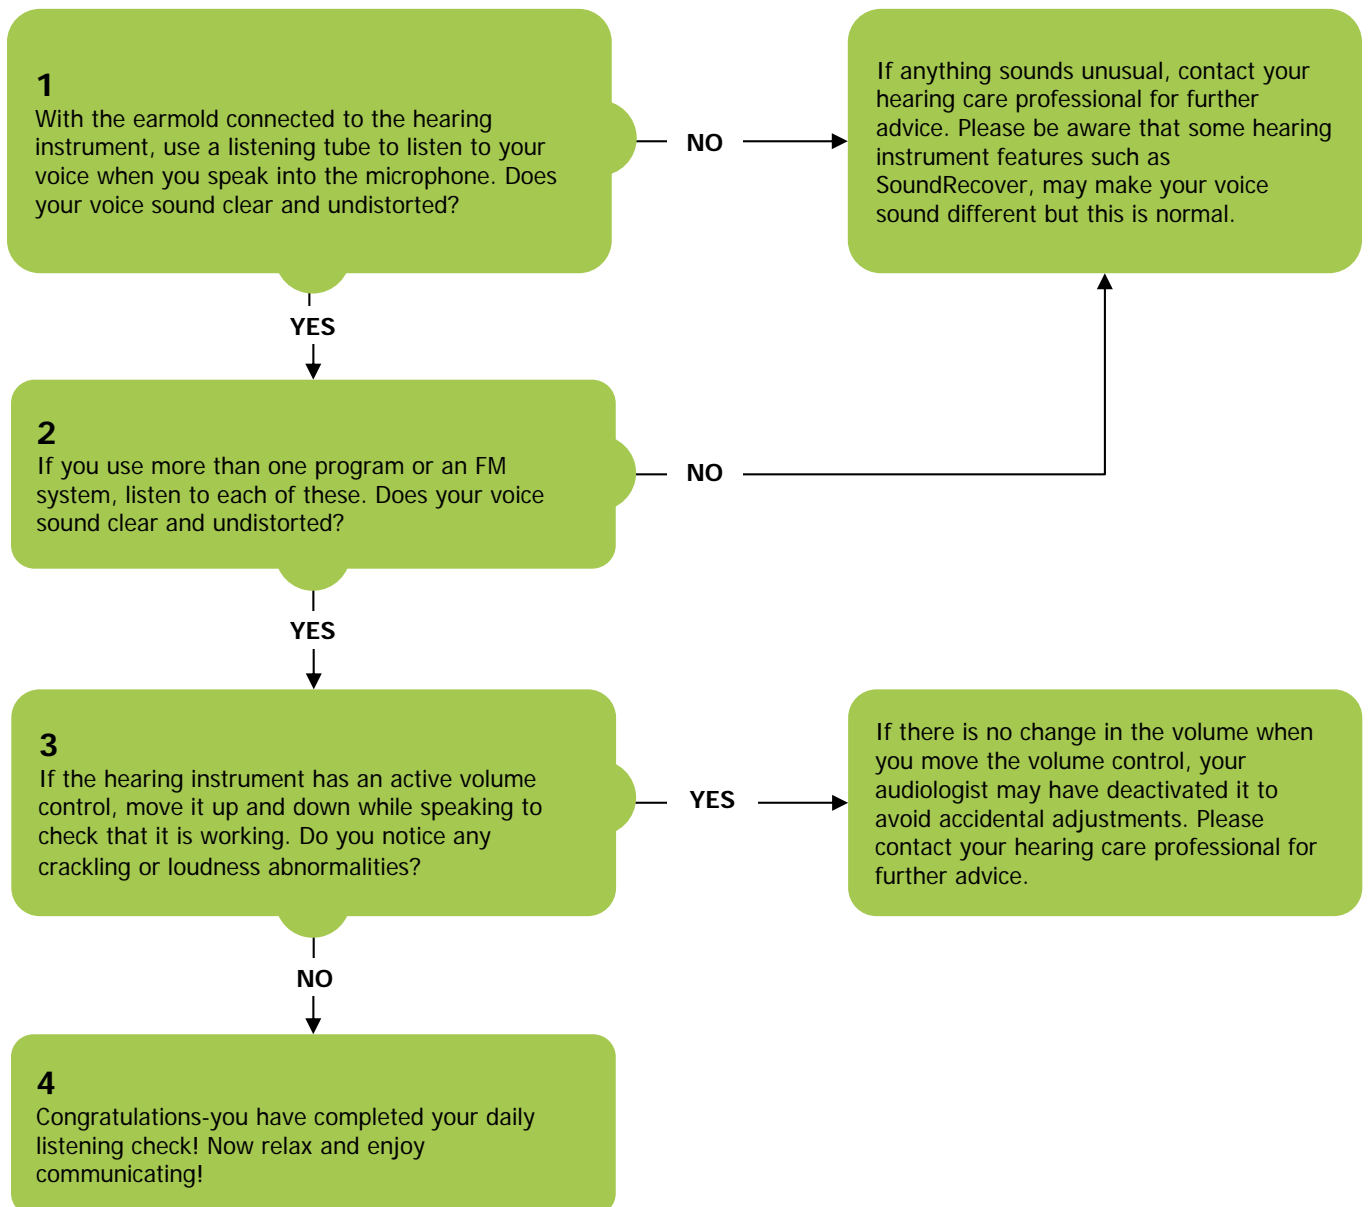 1
With the earmold connected to the hearing
instrument, use a listening tube to listen to your
voice when you speak into the microphone. Does
your voice sound clear and undistorted?
NO
If anything sounds unusual, contact your
hearing care professional for further
advice. Please be aware that some hearing
instrument features such as
SoundRecover, may make your voice
sound different but this is normal.
YES
2
If you use more than one program or an FM
system, listen to each of these. Does your voice
sound clear and undistorted?
NO
YES
3
If the hearing instrument has an active volume
control, move it up and down while speaking to
check that it is working. Do you notice any
crackling or loudness abnormalities?
YES
If there is no change in the volume when
you move the volume control, your
audiologist may have deactivated it to
avoid accidental adjustments. Please
contact your hearing care professional for
further advice.
NO
4
Congratulations-you have completed your daily
listening check! Now relax and enjoy
communicating!